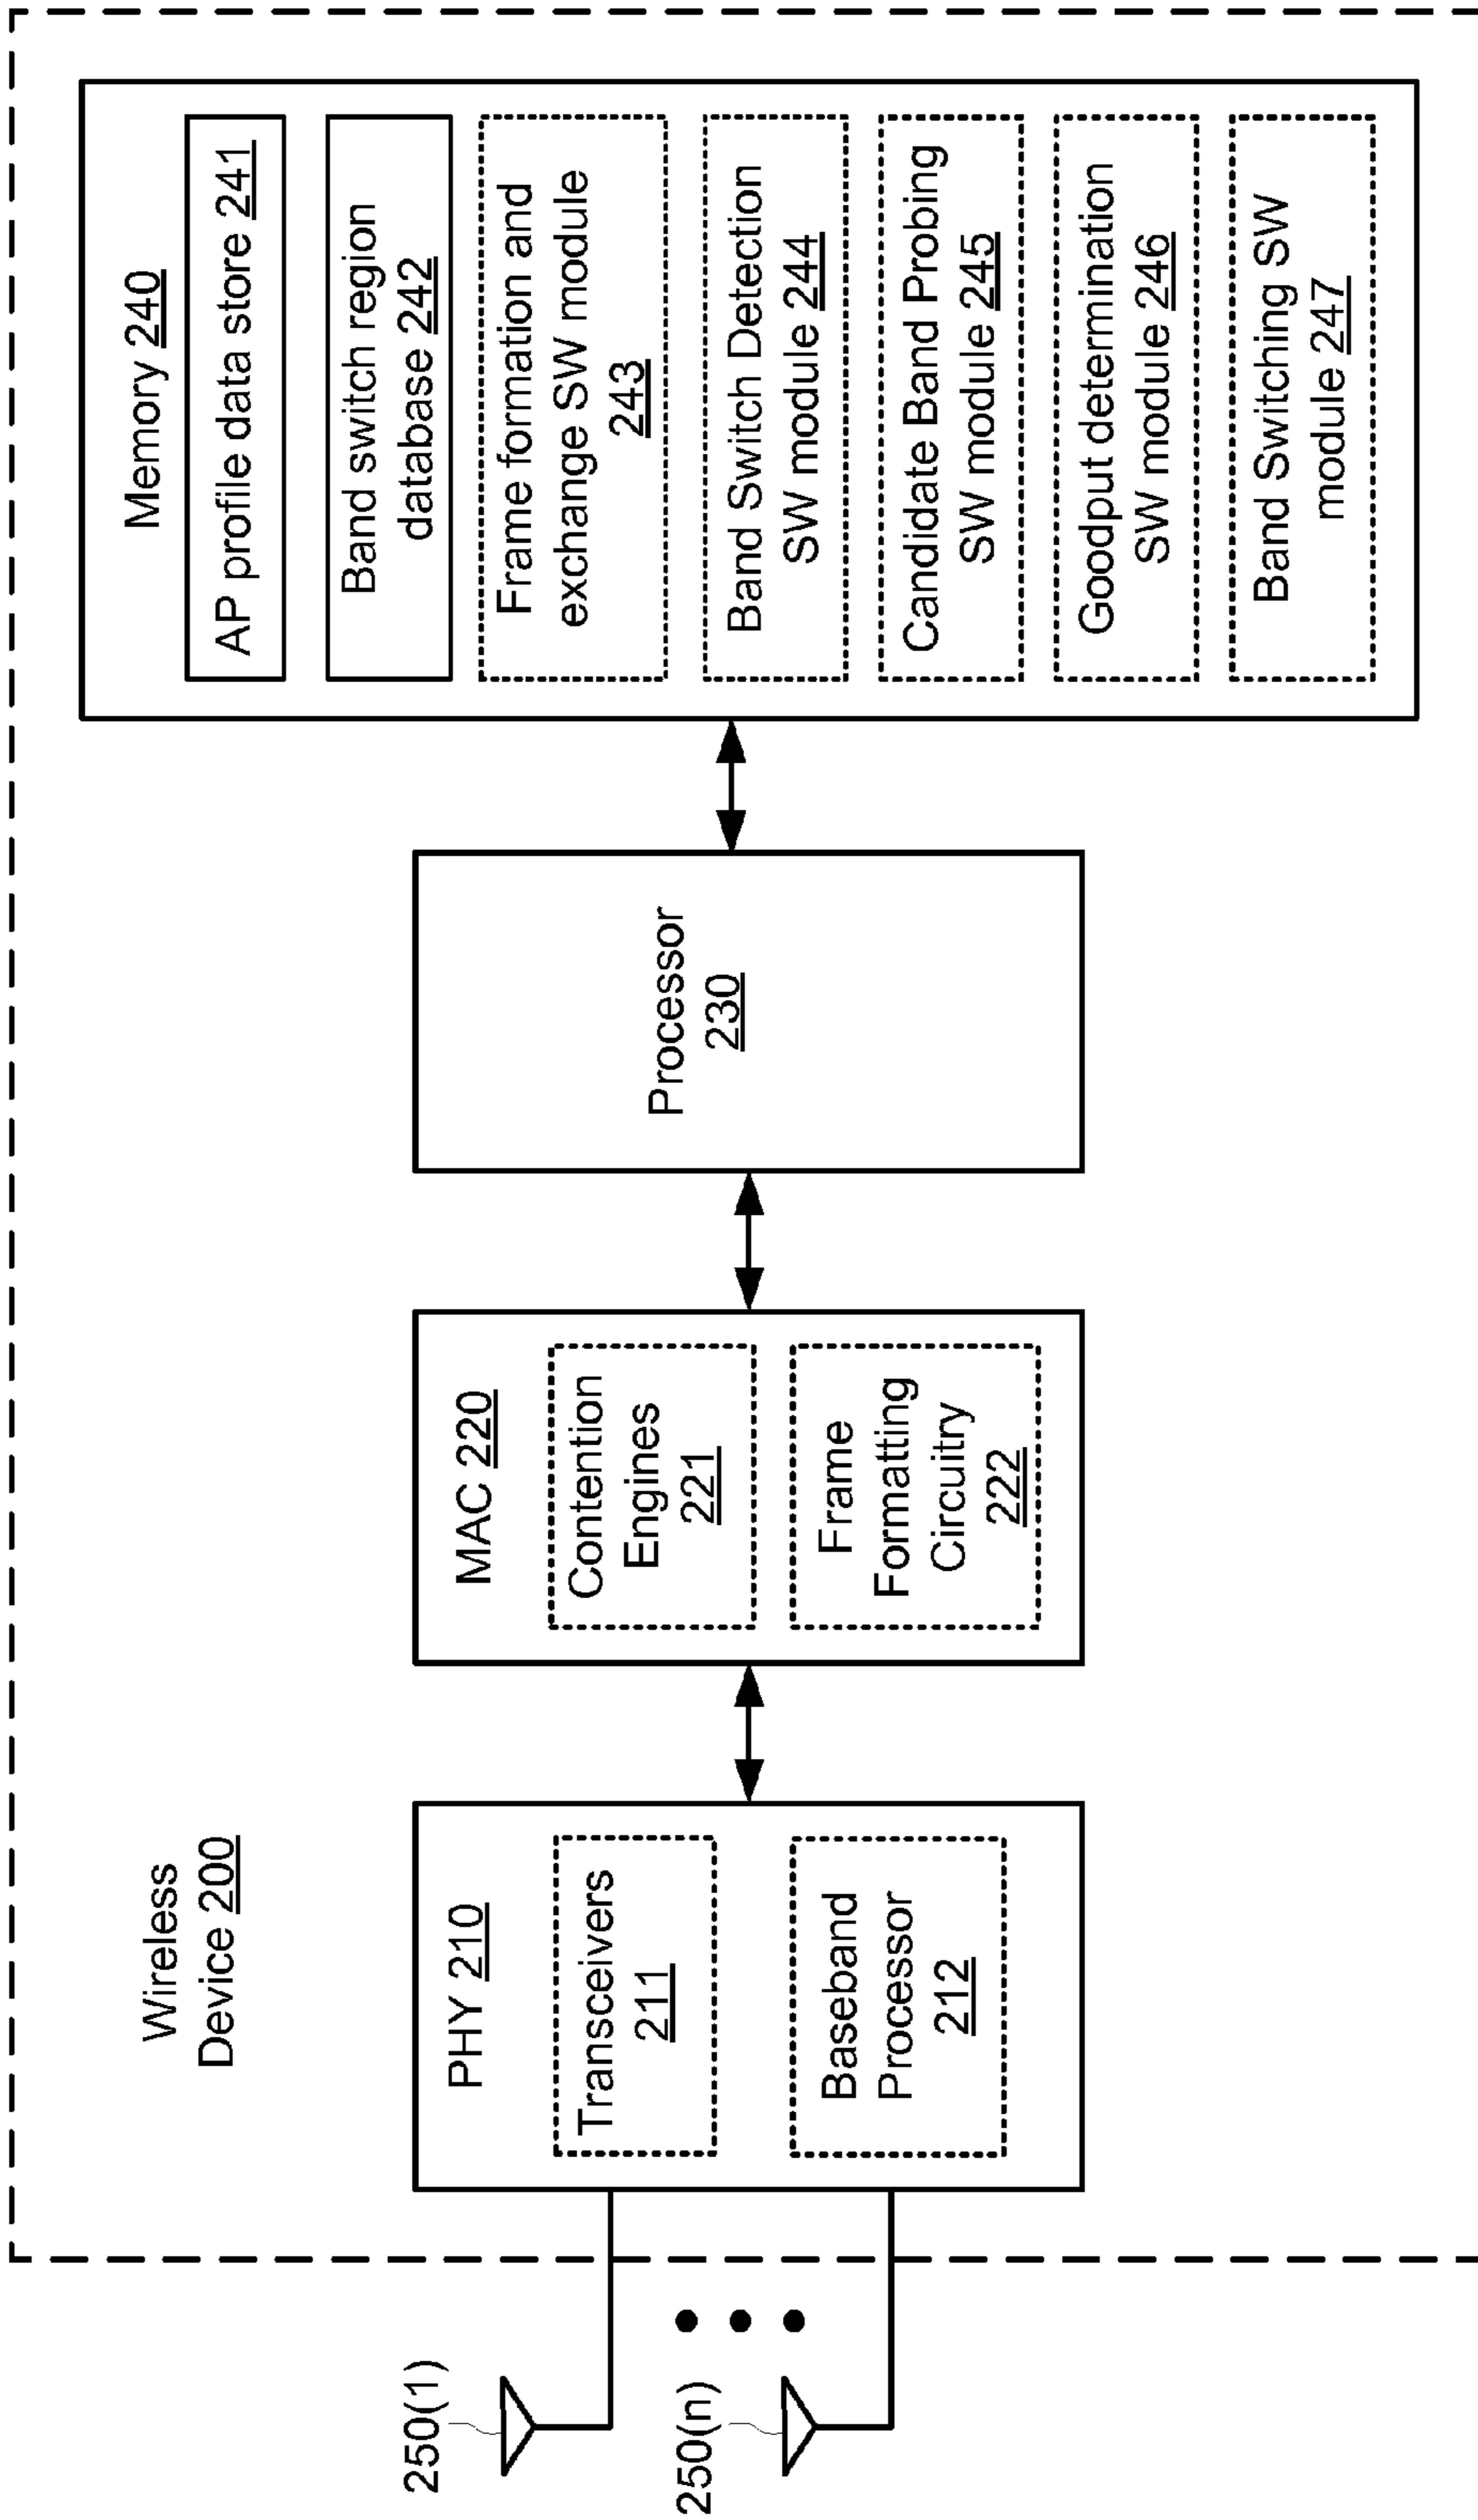 Wireless
Device 200
250(1)
250(n)
PHY 210
Transceivers
211
Baseband
Processor
212
MAC 220
Contention
Engines
221
Frame
Formatting
Circuitry
222
Processor
230
Memory 240
AP profile data store 241
Band switch region
database 242
Frame formation and
exchange SW module
243
Band Switch Detection
SW module 244
Candidate Band Probing
SW module 245
Goodput determination
SW module 246
Band Switching SW
module 247